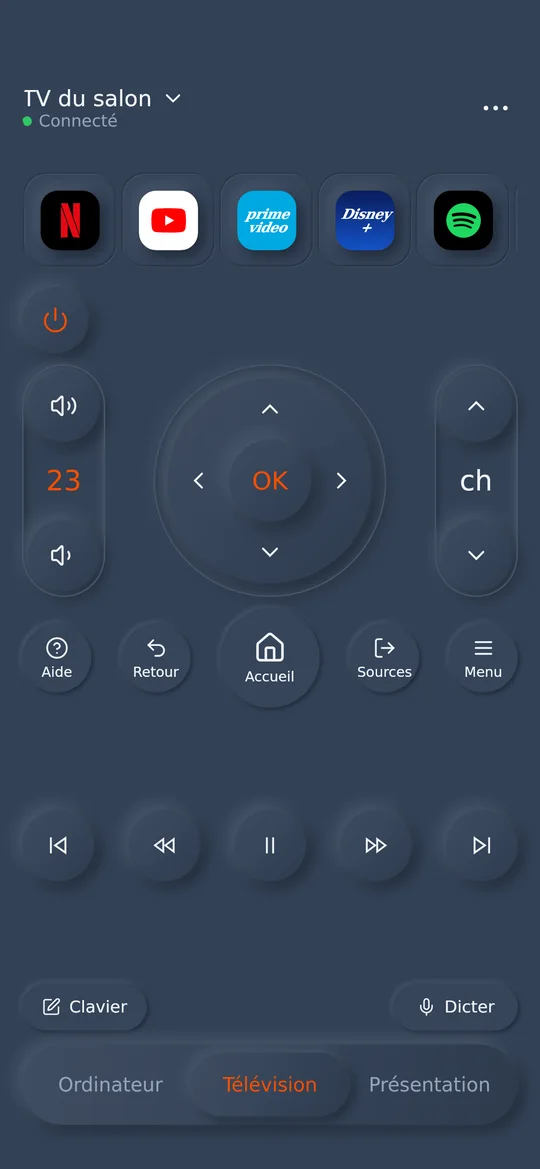 TV du salon
Connecté
prime
video
Disney
+
23
OK
ch
Aide
Retour
Accueil
Sources
Menu
Clavier
Dicter
Ordinateur
Télévision
Présentation